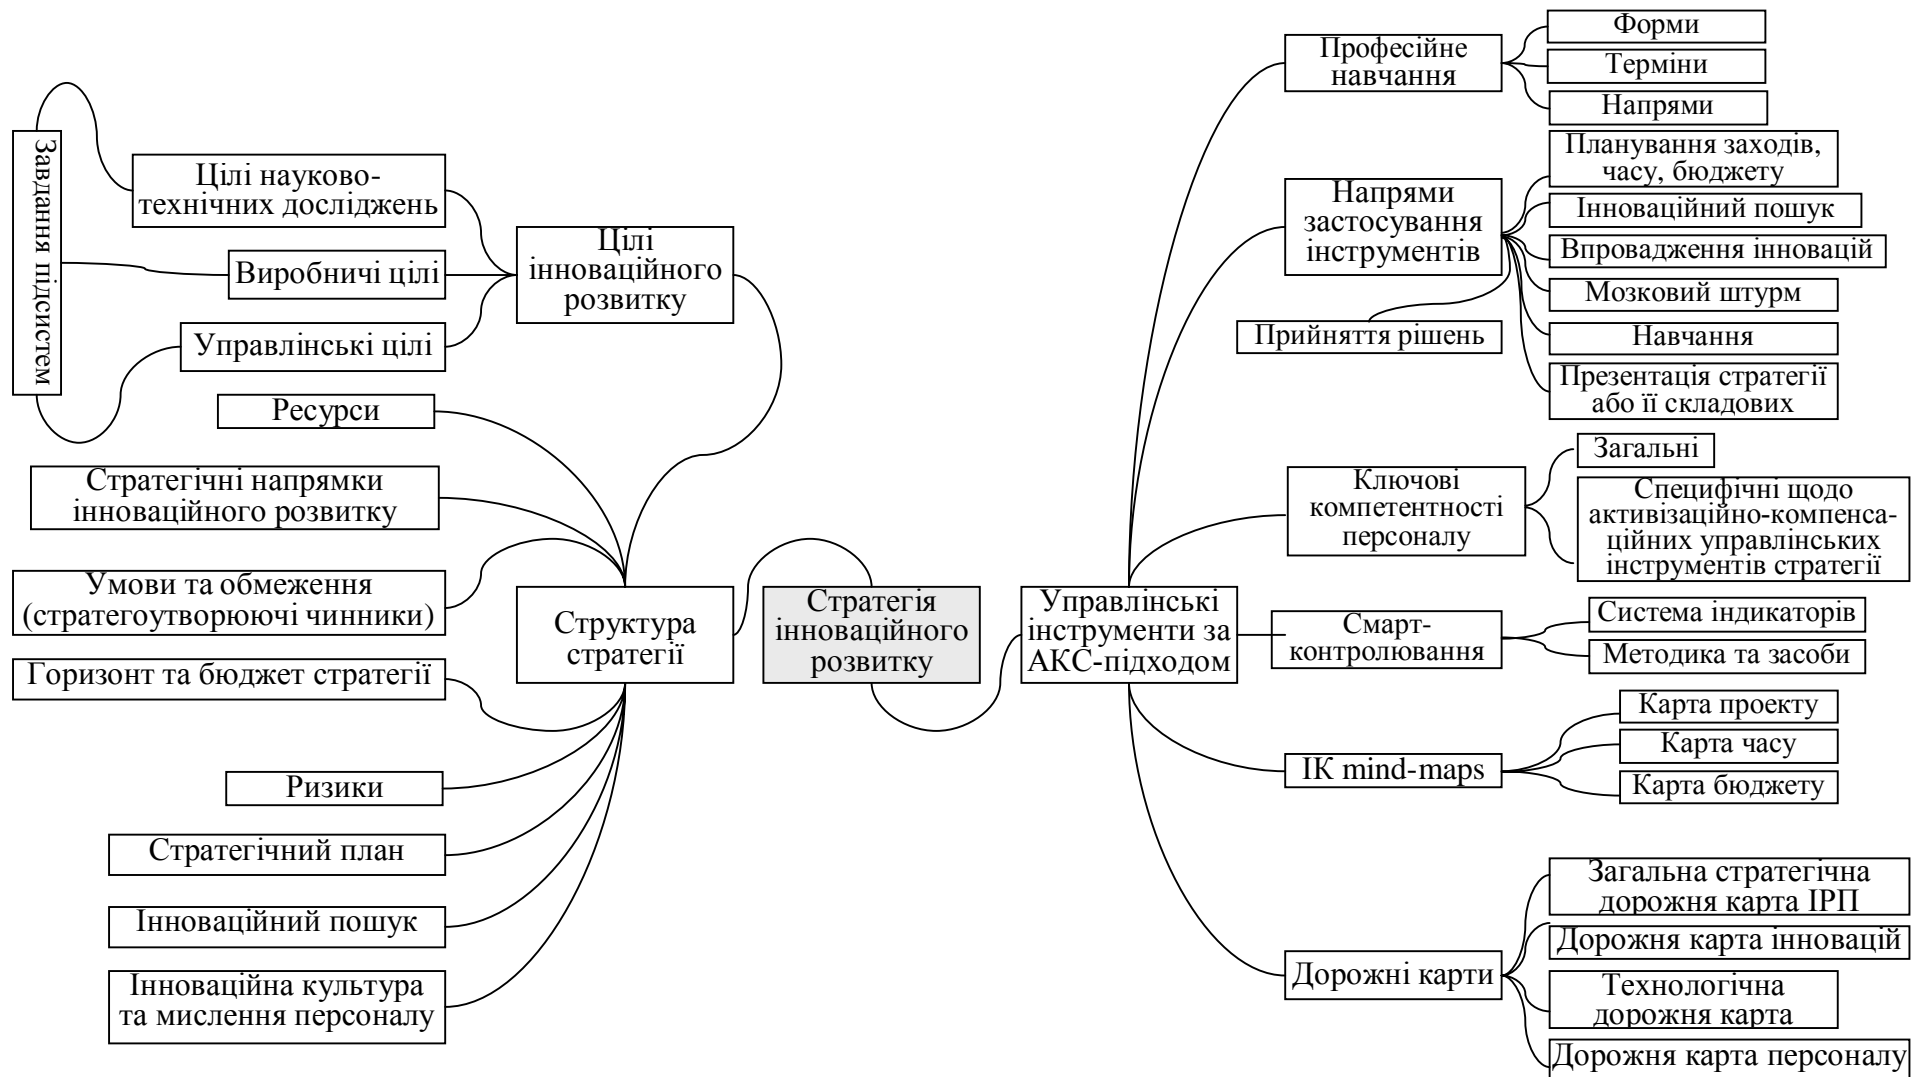 Завдання підсистем
Цілі науково-
технічних досліджень
Виробничі цілі
Управлінські цілі
Цілі
інноваційного
розвитку
Ресурси
Стратегічні напрямки
інноваційного розвитку
Умови та обмеження
(стратегоутворюючі чинники)
Горизонт та бюджет стратегії
Ризики
Стратегічний план
Інноваційний пошук
Інноваційна культура
та мислення персоналу
Структура
стратегії
Стратегія
інноваційного
розвитку
Управлінські
інструменти за
АКС-підходом
Професійне
навчання
Форми
Терміни
Напрями
Напрями
застосування
інструментів
Планування заходів,
часу, бюджету
Інноваційний пошук
Впровадження інновацій
Мозковий штурм
Навчання
Презентація стратегії
або її складових
Прийняття рішень
Ключові
компетентності
персоналу
Загальні
Специфічні щодо
активізаційно-компенса-
ційних управлінських
інструментів стратегії
Смарт-
контролювання
Система індикаторів
Методика та засоби
ІК mind-maps
Карта проекту
Карта часу
Карта бюджету
Дорожні карти
Загальна стратегічна
дорожня карта ІРП
Дорожня карта інновацій
Технологічна
дорожня карта
Дорожня карта персоналу